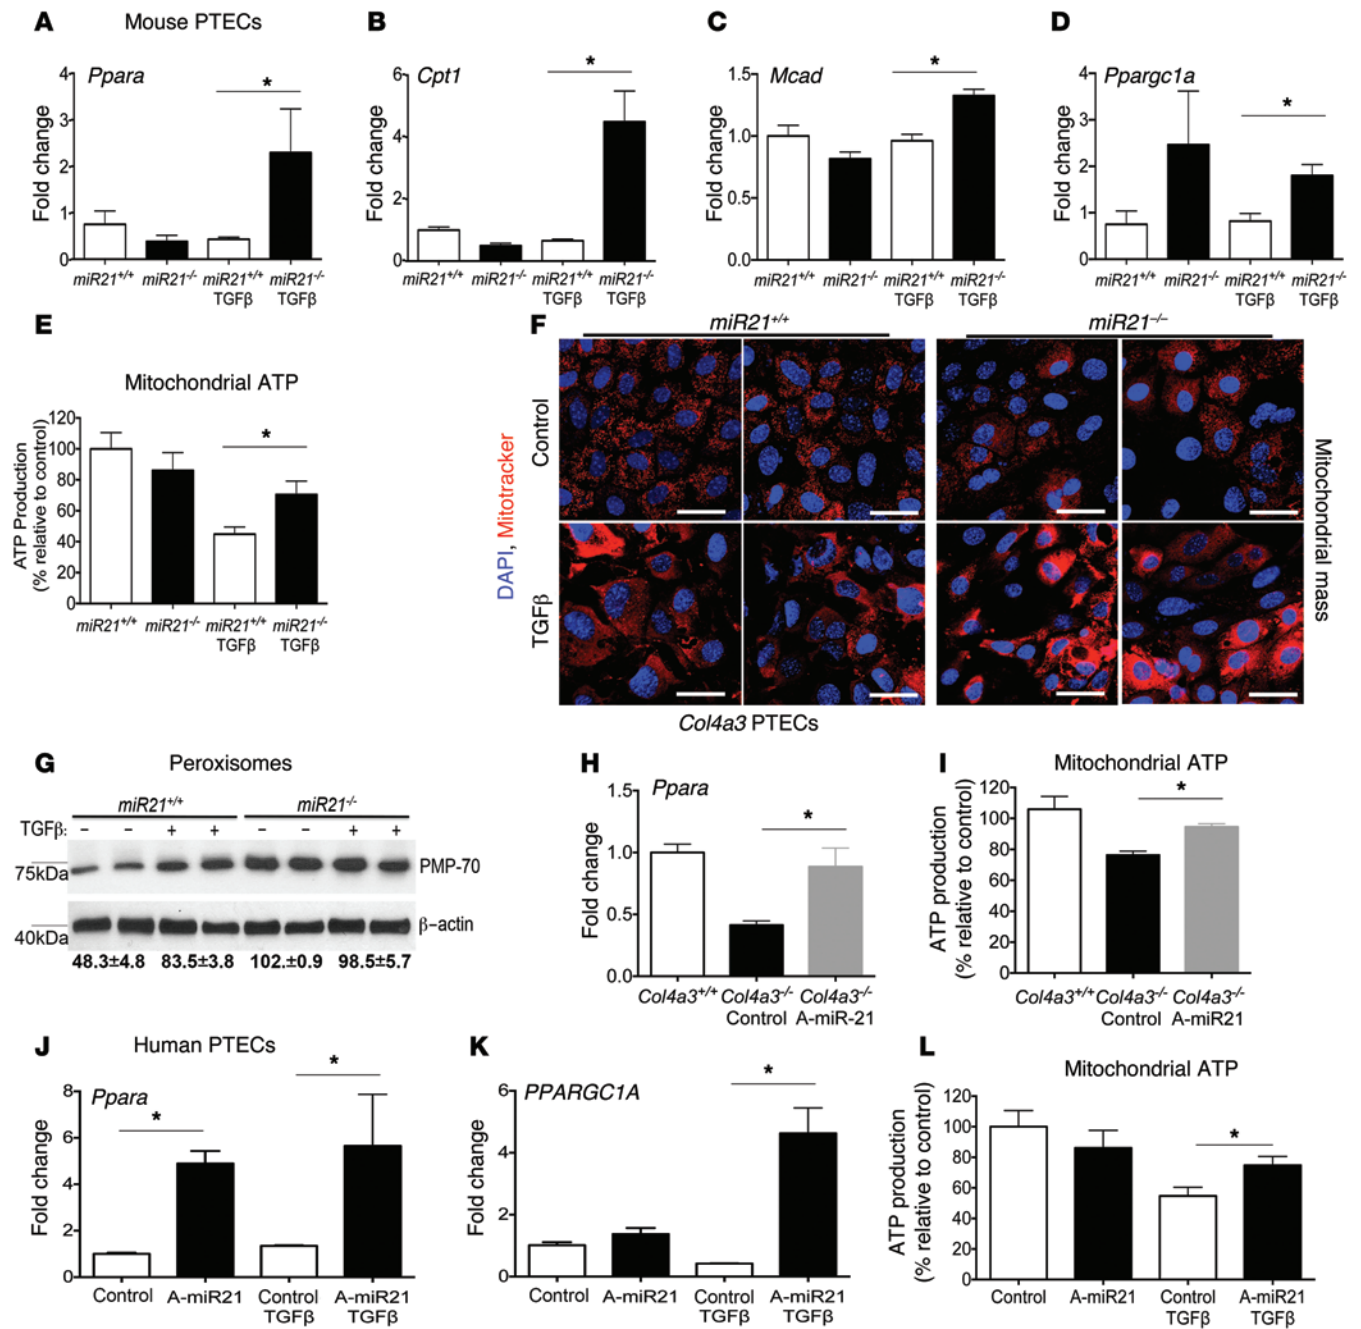 A
Mouse PTECs
Ppara
Fold change
4
3
2
1
0
*
miR21+/+
miR21-/-
miR21+/+
TGFβ
miR21-/-
TGFβ
B
Cpt1
Fold change
6
4
2
0
*
miR21+/+
miR21-/-
miR21+/+
TGFβ
miR21-/-
TGFβ
C
Mcad
Fold change
1.5
1.0
0.5
0.0
*
miR21+/+
miR21-/-
miR21+/+
TGFβ
miR21-/-
TGFβ
D
Ppargc1a
Fold change
4
3
2
1
0
*
miR21+/+
miR21-/-
miR21+/+
TGFβ
miR21-/-
TGFβ
E
Mitochondrial ATP
ATP Production
(% relative to control)
120
100
80
60
40
20
0
*
miR21+/+
miR21-/-
miR21+/+
TGFβ
miR21-/-
TGFβ
F
miR21+/+
miR21–/–
DAPI, Mitotracker
Control
TGFβ
Mitochondrial mass
Col4a3 PTECs
G
Peroxisomes
miR21+/+
miR21-/-
TGFβ: – – + + – – + +
75kDa
PMP-70
40kDa
β–actin
48.3±4.8 83.5±3.8 102.±0.9 98.5±5.7
H
Ppara
Fold change
1.5
1.0
0.5
0.0
*
Col4a3+/+
Col4a3-/-
Control
Col4a3-/-
A-miR-21
I
Mitochondrial ATP
ATP production
(% relative to control)
120
100
80
60
40
20
0
*
Col4a3+/+
Col4a3-/-
Control
Col4a3-/-
A-miR21
J
Human PTECs
Ppara
Fold change
8
6
4
2
0
*
*
Control
A-miR21
Control
TGFβ
A-miR21
TGFβ
K
PPARGC1A
Fold change
6
4
2
0
*
Control
A-miR21
Control
TGFβ
A-miR21
TGFβ
L
Mitochondrial ATP
ATP production
(% relative to control)
120
100
80
60
40
20
0
*
Control
A-miR21
Control
TGFβ
A-miR21
TGFβ